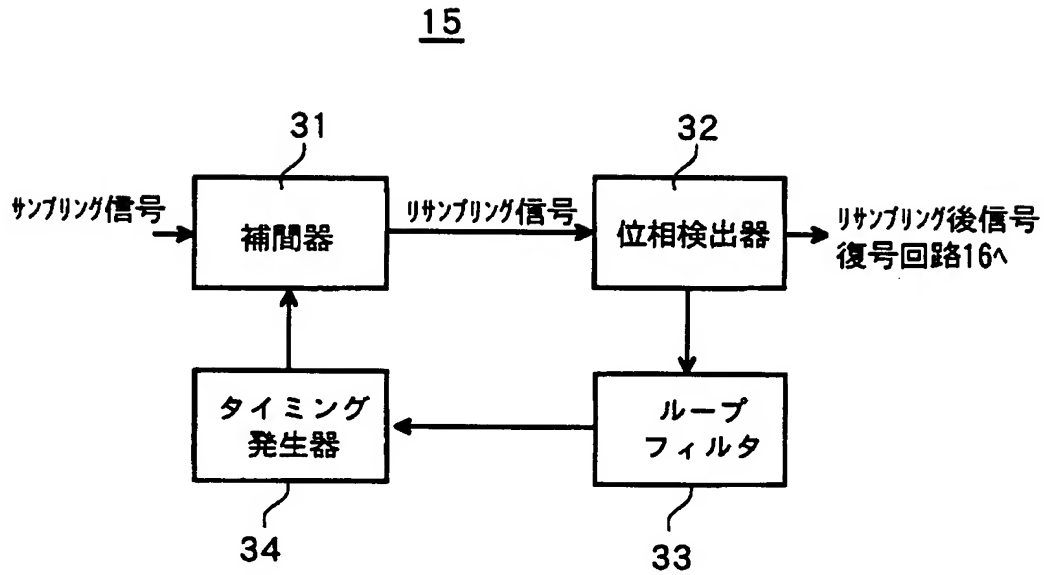 15
31
32
サンプリング信号
補間器
リサンプリング信号
位相検出器
リサンプリング後信号
復号回路16へ
タイミング
発生器
ループ
フィルタ
34
33